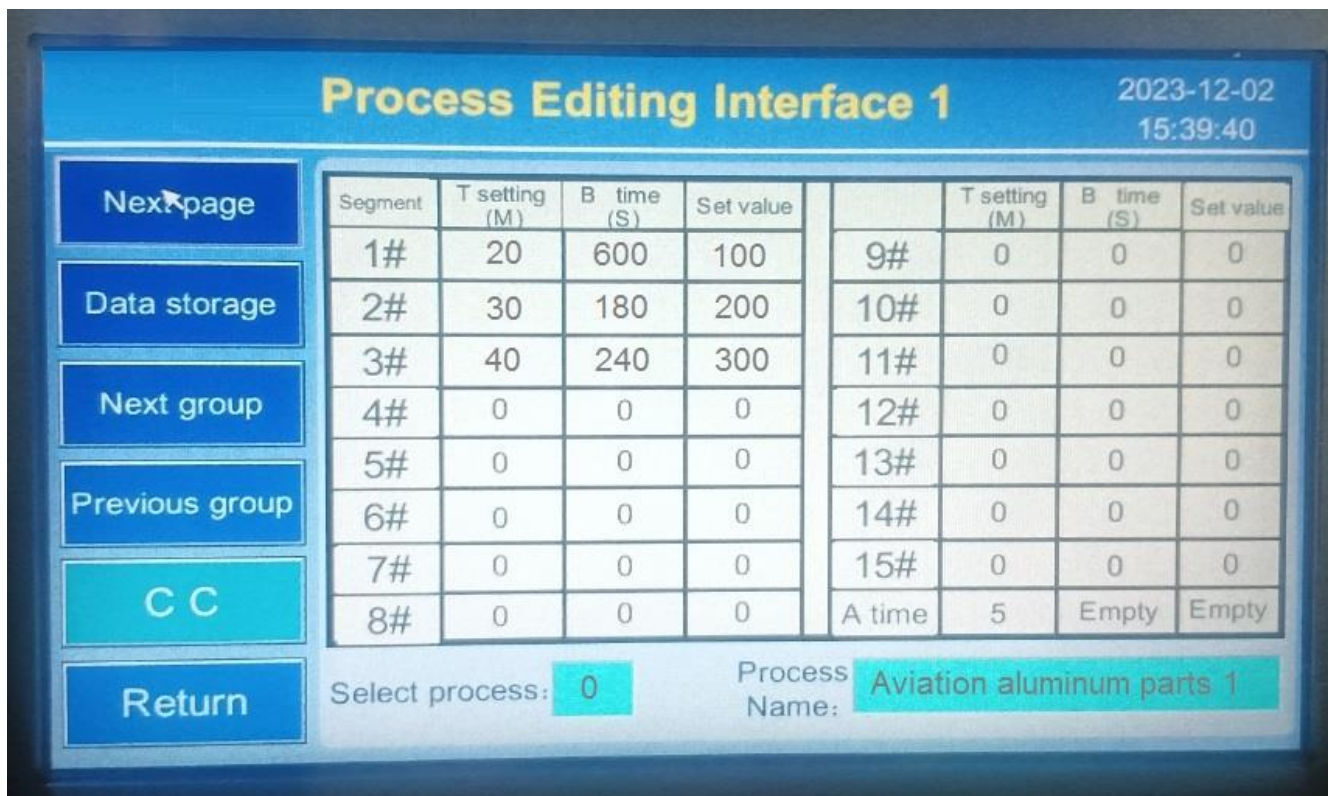 Process Editing Interface 1
2023-12-02
15:39:40
Next page
Data storage
Next group
Previous group
C C
Return
Segment T setting (M) B time (S) Set value T setting (M) B time (S) Set value
1# 20 600 100 9# 0 0 0
2# 30 180 200 10# 0 0 0
3# 40 240 300 11# 0 0 0
4# 0 0 0 12# 0 0 0
5# 0 0 0 13# 0 0 0
6# 0 0 0 14# 0 0 0
7# 0 0 0 15# 0 0 0
8# 0 0 0 A time 5 Empty Empty
Select process: 0 Process Name: Aviation aluminum parts 1